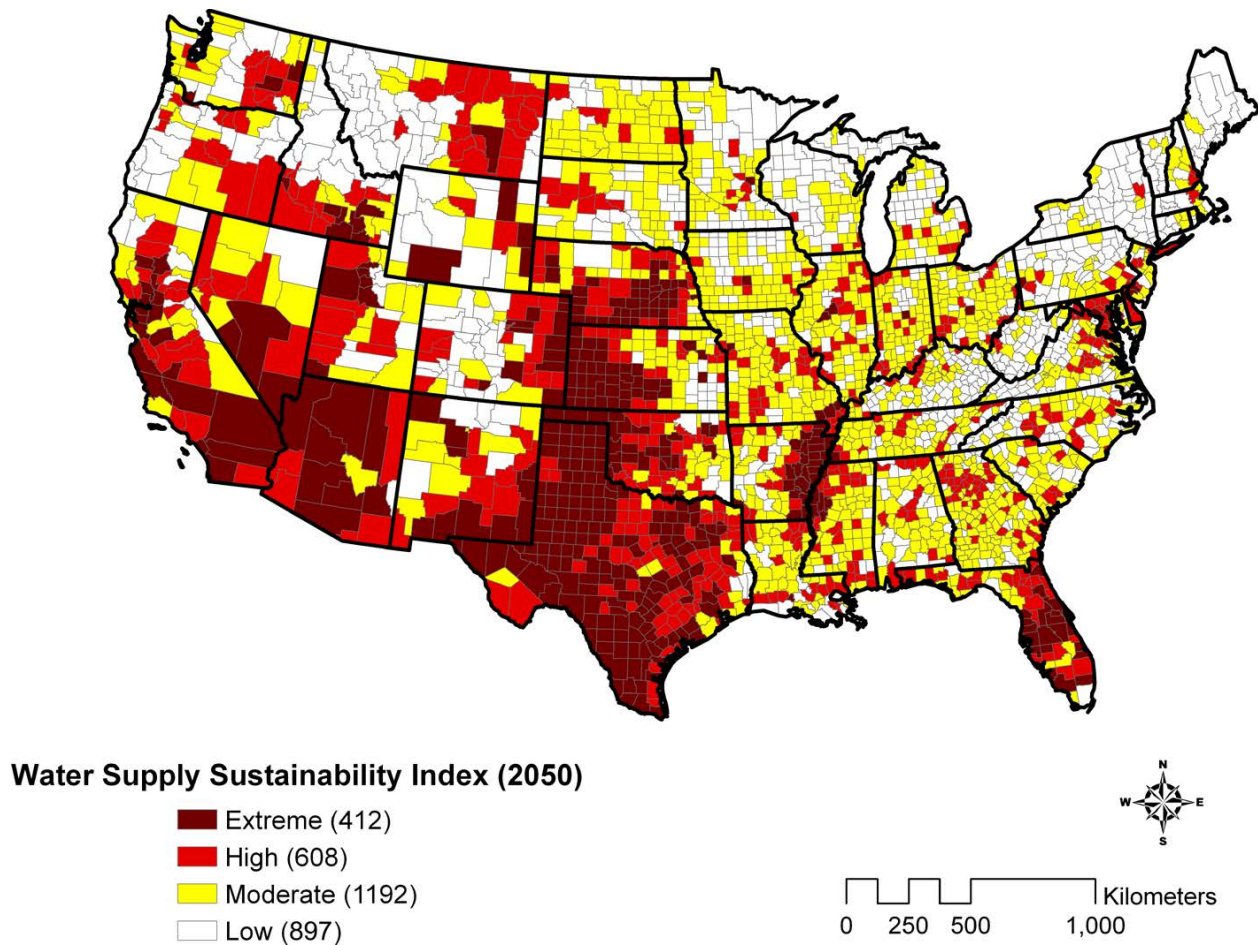 Water Supply Sustainability Index (2050)
Extreme (412)
High (608)
Moderate (1192)
Low (897)
N
W E
S
Kilometers
0 250 500 1,000